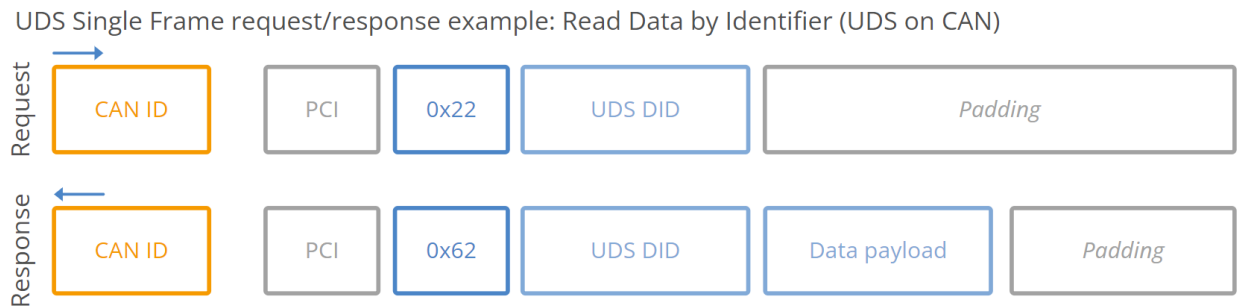 UDS Single Frame request/response example: Read Data by Identifier (UDS on CAN)
Request
CAN ID
PCI
0x22
UDS DID
Padding
Response
CAN ID
PCI
0x62
UDS DID
Data payload
Padding